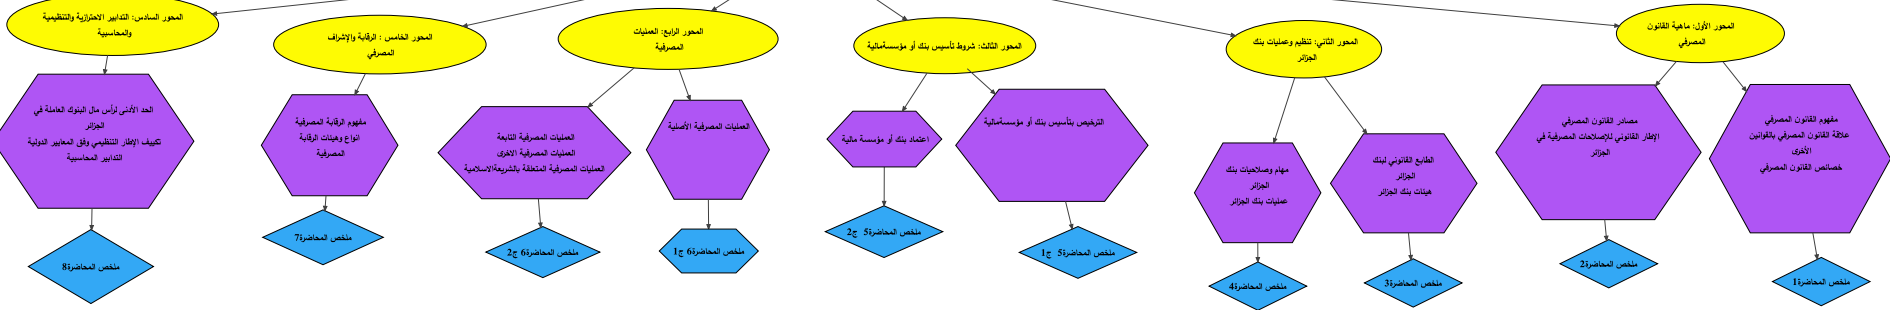 المحور الأول: ماهية القانون
المصرفي
المحور الثاني: تنظيم وعمليات بنك
الجزائر
المحور الثالث: شروط تأسيس بنك أو مؤسسةمالية
المحور الرابع: العمليات
المصرفية
المحور الخامس : الرقابة والإشراف
المصرفي
المحور السادس: التدابير الاحترازية والتنظيمية
والمحاسبية
مفهوم القانون المصرفي
علاقة القانون المصرفي بالقوانين
الأخرى
خصائص القانون المصرفي
مصادر القانون المصرفي
الإطار القانوني للإصلاحات المصرفية في
الجزائر
الطابع القانوني لبنك
الجزائر
هيئات بنك الجزائر
مهام وصلاحيات بنك
الجزائر
عمليات بنك الجزائر
الترخيص بتأسيس بنك أو مؤسسةمالية
اعتماد بنك أو مؤسسة مالية
العمليات المصرفية الأصلية
العمليات المصرفية التابعة
العمليات المصرفية الاخرى
العمليات المصرفية المتعلقة بالشريعةالاسلامية
مفهوم الرقابة المصرفية
انواع وهيئات الرقابة
المصرفية
الحد الأدنى لرأس مال البنوك العاملة في
الجزائر
تكييف الإطار التنظيمي وفق المعايير الدولية
التدابير المحاسبية
ملخص المحاضرة1
ملخص المحاضرة2
ملخص المحاضرة3
ملخص المحاضرة4
ملخص المحاضرة5 ج1
ملخص المحاضرة5 ج2
ملخص المحاضرة6 ج1
ملخص المحاضرة6 ج2
ملخص المحاضرة7
ملخص المحاضرة8